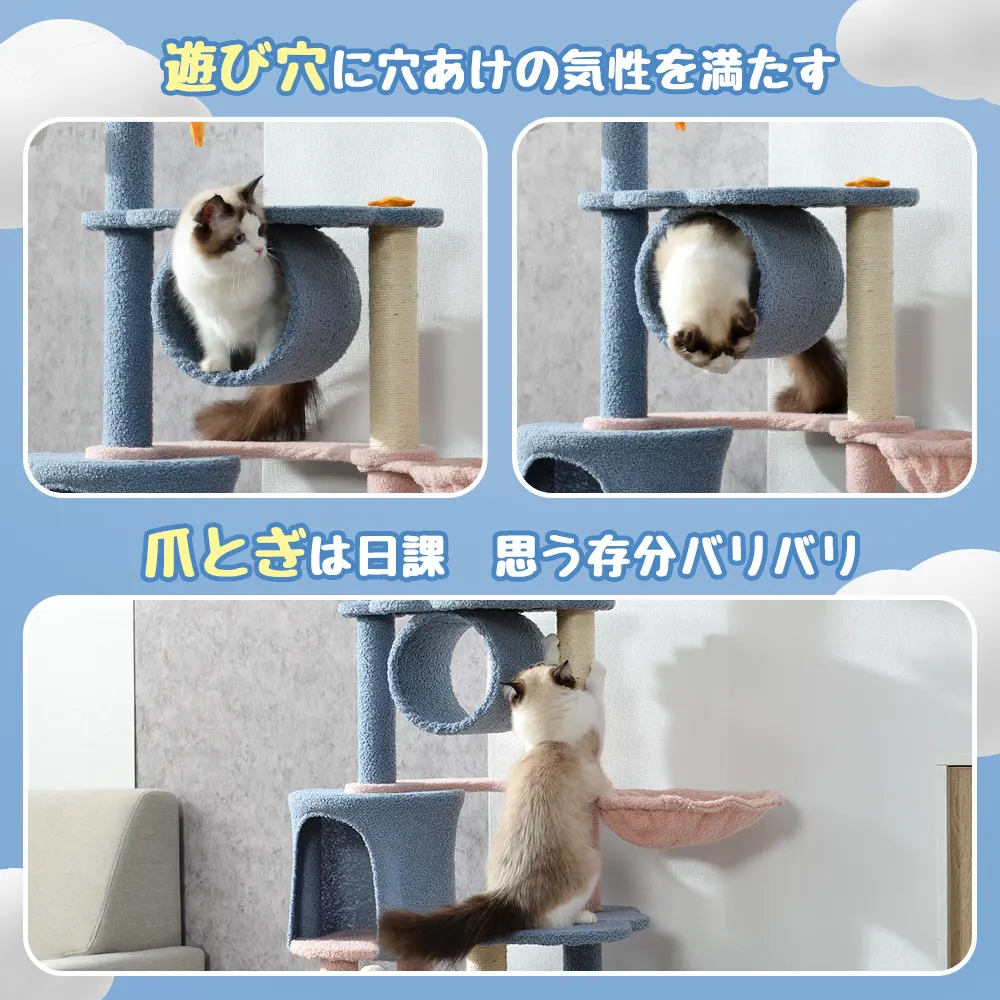 遊び穴に穴あけの気性を満たす
爪とぎは日課　思う存分バリバリ